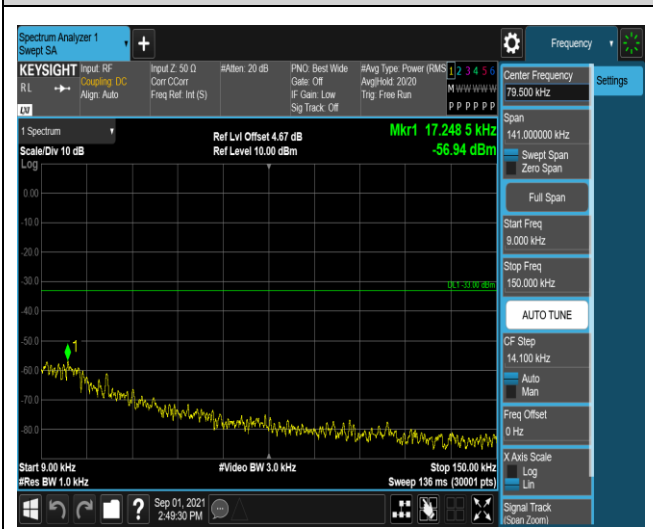 Spectrum Analyzer 1
Swept SA
+
Frequency
KEYSIGHT
RL
LXI
Input: RF
Coupling: DC
Align: Auto
Input Z: 50 Ω
Corr CCorr
Freq Ref: Int (S)
#Atten: 20 dB
PNO: Best Wide
Gate: Off
IF Gain: Low
Sig Track: Off
#Avg Type: Power (RMS
Avg|Hold: 20/20
Trig: Free Run
1 2 3 4 5 6
M W W W W W
P P P P P P
Center Frequency
79.500 kHz
Settings
1 Spectrum
Scale/Div 10 dB
Log
Ref Lvl Offset 4.67 dB
Ref Level 10.00 dBm
Mkr1 17.248 5 kHz
-56.94 dBm
Span
141.000000 kHz
Swept Span
Zero Span
Full Span
Start Freq
9.000 kHz
Stop Freq
150.000 kHz
AUTO TUNE
CF Step
14.100 kHz
Auto
Man
Freq Offset
0 Hz
X Axis Scale
Log
Lin
Signal Track
(Span Zoom)
0.00
-10.0
-20.0
-30.0
DL1 -33.00 dBm
-40.0
-50.0
1
-60.0
-70.0
-80.0
Start 9.00 kHz
#Res BW 1.0 kHz
#Video BW 3.0 kHz
Stop 150.00 kHz
Sweep 136 ms (30001 pts)
?
Sep 01, 2021
2:49:30 PM